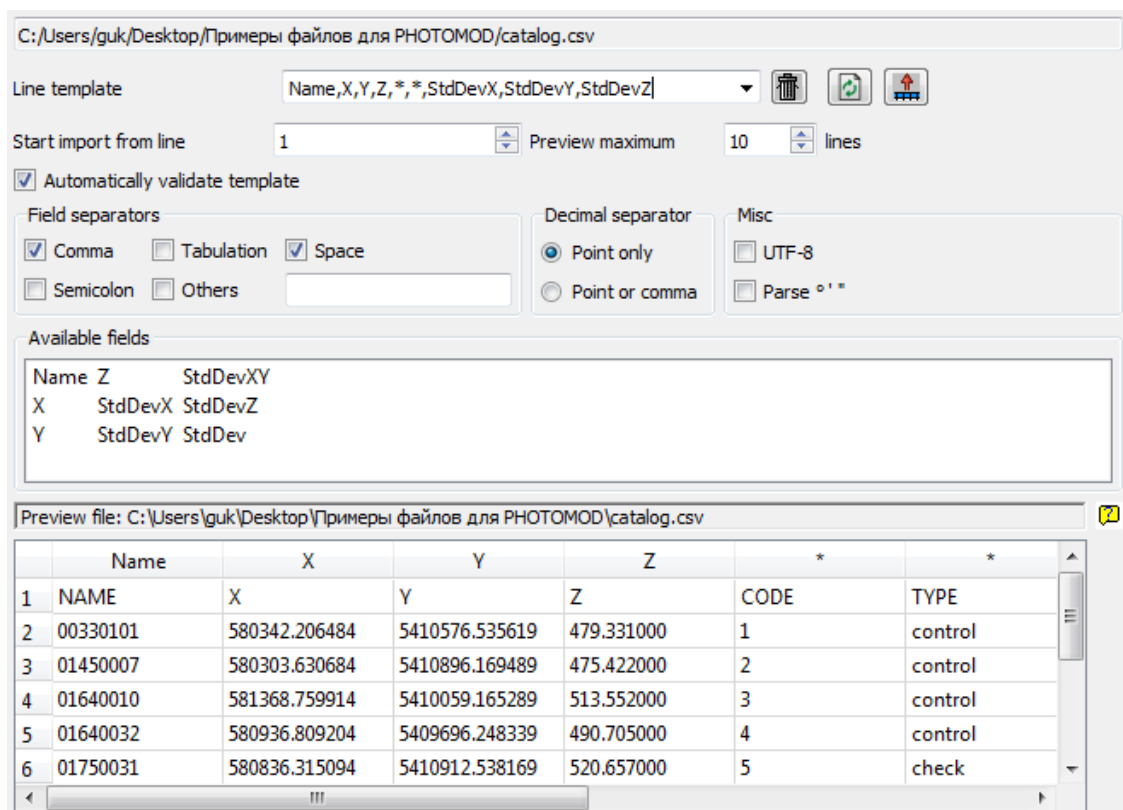 C:/Users/guk/Desktop/Примеры файлов для PHOTOMOD/catalog.csv
Line template Name,X,Y,Z,*,*,StdDevX,StdDevY,StdDevZ
Start import from line 1 Preview maximum 10 lines
Automatically validate template
Field separators Decimal separator Misc
Comma Tabulation Space Point only UTF-8
Semicolon Others Point or comma Parse ° ' "
Available fields
Name Z StdDevXY
X StdDevX StdDevZ
Y StdDevY StdDev
Preview file: C:\Users\guk\Desktop\Примеры файлов для PHOTOMOD\catalog.csv ?
Name X Y Z * *
1 NAME X Y Z CODE TYPE
2 00330101 580342.206484 5410576.535619 479.331000 1 control
3 01450007 580303.630684 5410896.169489 475.422000 2 control
4 01640010 581368.759914 5410059.165289 513.552000 3 control
5 01640032 580936.809204 5409696.248339 490.705000 4 control
6 01750031 580836.315094 5410912.538169 520.657000 5 check